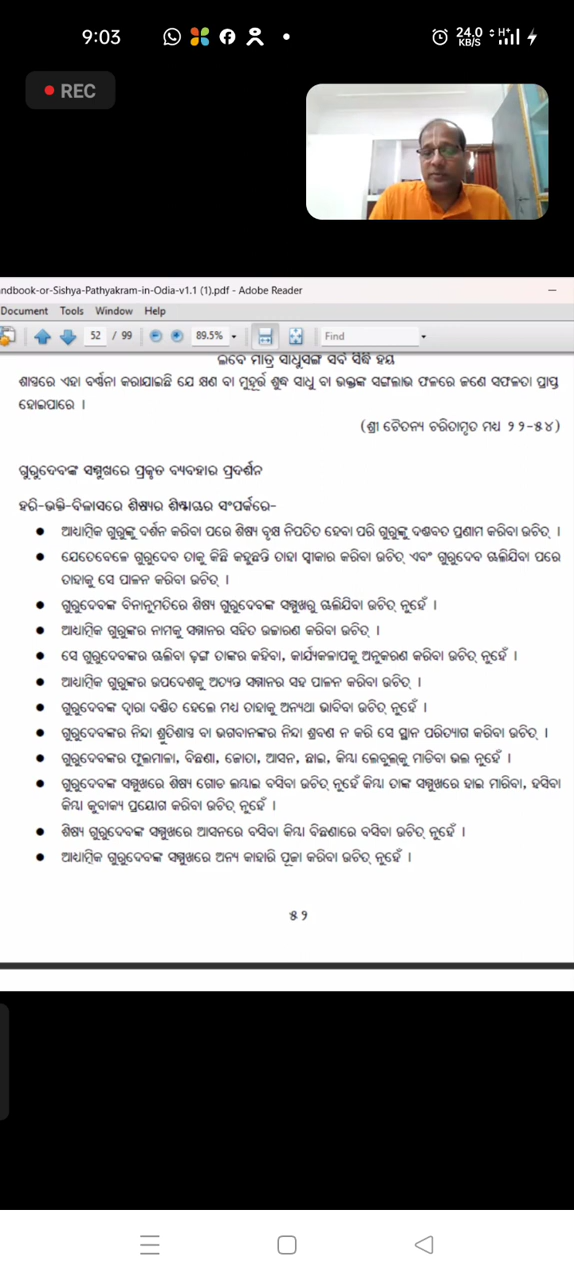 9:03
24.0 KB/S
H+
REC
ndbook-or-Sishya-Pathyakram-in-Odia-v1.1 (1).pdf - Adobe Reader
Document Tools Window Help
52 / 99 89.5% Find
ଲବେ ମାତ୍ର ସାଧୁସଙ୍ଗ ସର୍ବ ସିଦ୍ଧି ହୟ
ଶାସ୍ତ୍ରରେ ଏହା ବର୍ଣ୍ଣନା କରାଯାଇଛି ଯେ କ୍ଷଣ ବା ମୁହୂର୍ତ୍ତ ଶୁଦ୍ଧ ସାଧୁ ବା ଭକ୍ତଙ୍କ ସଙ୍ଗଲାଭ ଫଳରେ ଜଣେ ସଫଳତା ପ୍ରାପ୍ତ
ହୋଇପାରେ ।
(ଶ୍ରୀ ଚୈତନ୍ୟ ଚରିତାମୃତ ମଧ୍ୟ ୨୨-୫୪)
ଗୁରୁଦେବଙ୍କ ସମ୍ମୁଖରେ ପ୍ରକୃତ ବ୍ୟବହାର ପ୍ରଦର୍ଶନ
ହରି-ଭକ୍ତି-ବିଳାସରେ ଶିଷ୍ୟର ଶିଷ୍ଟାଚାର ସଂପର୍କରେ-
● ଆଧ୍ୟାତ୍ମିକ ଗୁରୁଙ୍କୁ ଦର୍ଶନ କରିବା ପରେ ଶିଷ୍ୟ ବୃକ୍ଷ ନିପତିତ ହେବା ପରି ଗୁରୁଙ୍କୁ ଦଣ୍ଡବତ ପ୍ରଣାମ କରିବା ଉଚିତ୍ ।
● ଯେତେବେଳେ ଗୁରୁଦେବ ତାକୁ କିଛି କହୁଛନ୍ତି ତାହା ସ୍ୱୀକାର କରିବା ଉଚିତ୍ ଏବଂ ଗୁରୁଦେବ ଚାଲିଯିବା ପରେ
ତାହାକୁ ସେ ପାଳନ କରିବା ଉଚିତ୍ ।
● ଗୁରୁଦେବଙ୍କ ବିନାନୁମତିରେ ଶିଷ୍ୟ ଗୁରୁଦେବଙ୍କ ସମ୍ମୁଖରୁ ଚାଲିଯିବା ଉଚିତ୍ ନୁହେଁ ।
● ଆଧ୍ୟାତ୍ମିକ ଗୁରୁଙ୍କର ନାମକୁ ସମ୍ମାନର ସହିତ ଉଚ୍ଚାରଣ କରିବା ଉଚିତ୍ ।
● ସେ ଗୁରୁଦେବଙ୍କର ଚାଲିବା ଢ଼ଙ୍ଗ ତାଙ୍କର କହିବା, କାର୍ଯ୍ୟକଳାପକୁ ଅନୁକରଣ କରିବା ଉଚିତ୍ ନୁହେଁ ।
● ଆଧ୍ୟାତ୍ମିକ ଗୁରୁଙ୍କର ଉପଦେଶକୁ ଅତ୍ୟନ୍ତ ସମ୍ମାନର ସହ ପାଳନ କରିବା ଉଚିତ୍ ।
● ଗୁରୁଦେବଙ୍କ ଦ୍ୱାରା ଦଣ୍ଡିତ ହେଲେ ମଧ୍ୟ ତାହାକୁ ଅନ୍ୟଥା ଭାବିବା ଉଚିତ୍ ନୁହେଁ ।
● ଗୁରୁଦେବଙ୍କର ନିନ୍ଦା ଶ୍ରୁତିଶାସ୍ତ୍ର ବା ଭଗବାନଙ୍କର ନିନ୍ଦା ଶ୍ରବଣ ନ କରି ସେ ସ୍ଥାନ ପରିତ୍ୟାଗ କରିବା ଉଚିତ୍ ।
● ଗୁରୁଦେବଙ୍କର ଫୁଲମାଳା, ବିଛଣା, ଜୋତା, ଆସନ, ଛାଇ, କିମ୍ବା ଲେବୁଲ୍‌କୁ ମାଡିବା ଭଲ ନୁହେଁ ।
● ଗୁରୁଦେବଙ୍କ ସମ୍ମୁଖରେ ଶିଷ୍ୟ ଗୋଡ ଲମ୍ବାଇ ବସିବା ଉଚିତ୍ ନୁହେଁ କିମ୍ବା ତାଙ୍କ ସମ୍ମୁଖରେ ହାଇ ମାରିବା, ହସିବା
କିମ୍ବା କୁବାକ୍ୟ ପ୍ରୟୋଗ କରିବା ଉଚିତ୍ ନୁହେଁ ।
● ଶିଷ୍ୟ ଗୁରୁଦେବଙ୍କ ସମ୍ମୁଖରେ ଆସନରେ ବସିବା କିମ୍ବା ବିଛଣାରେ ବସିବା ଉଚିତ୍ ନୁହେଁ ।
● ଆଧ୍ୟାତ୍ମିକ ଗୁରୁଦେବଙ୍କ ସମ୍ମୁଖରେ ଅନ୍ୟ କାହାରି ପୂଜା କରିବା ଉଚିତ୍ ନୁହେଁ ।
୫୨